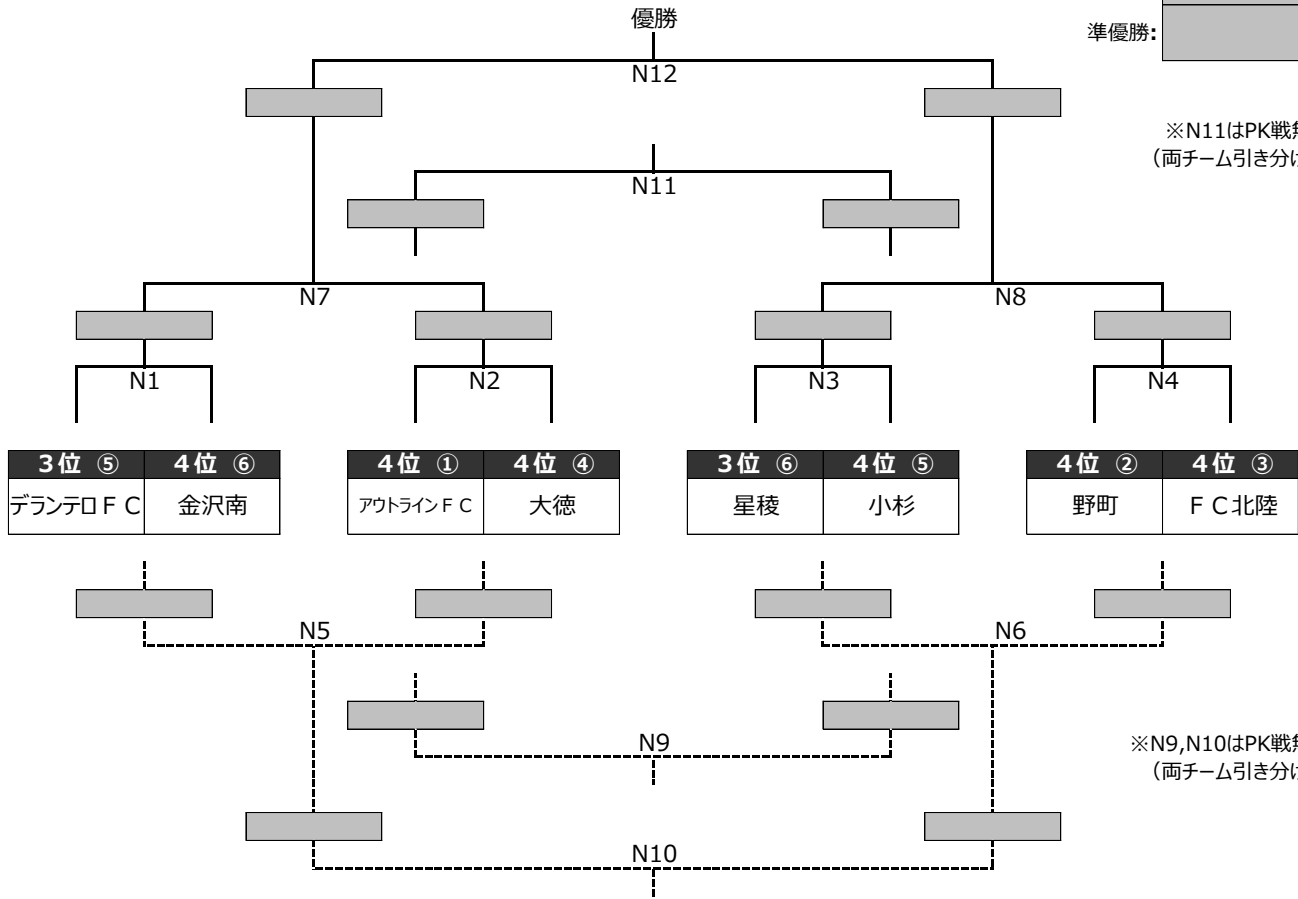 優勝
準優勝:
N12
※N11はPK戦無
（両チーム引き分け
N11
N7
N8
N1
N2
N3
N4
3位 ⑤
4位 ⑥
4位 ①
4位 ④
3位 ⑥
4位 ⑤
4位 ②
4位 ③
デランテロＦＣ
金沢南
アウトラインＦＣ
大徳
星稜
小杉
野町
ＦＣ北陸
N5
N6
N9
※N9,N10はPK戦無
（両チーム引き分け
N10